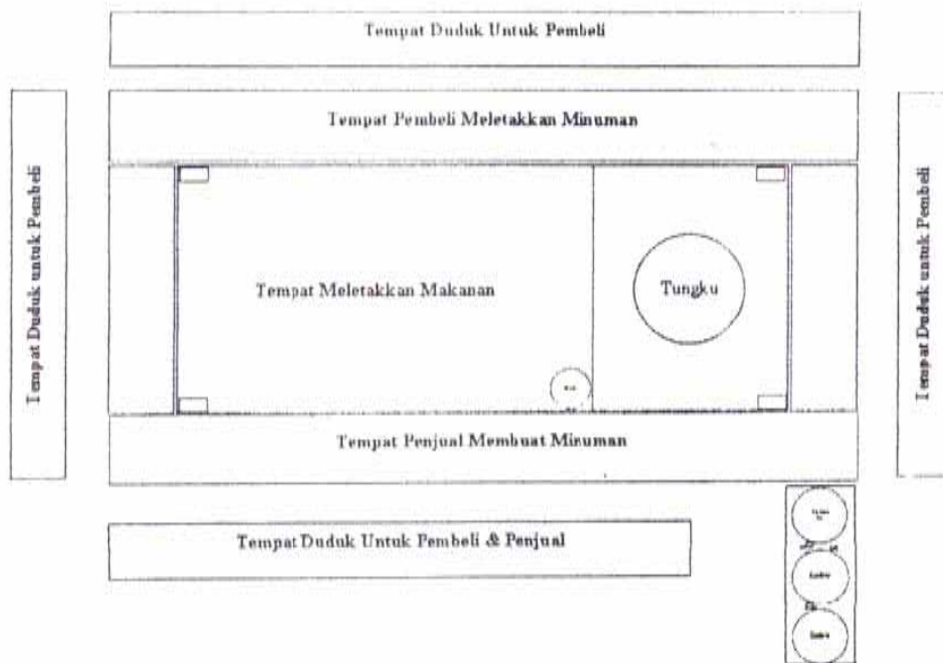 Tempat Duduk Untuk Pembeli
Tempat Pembeli Meletakkan Minuman
Tempat Duduk untuk Pembeli
Tempat Meletakkan Makanan
Tungku
Tempat Duduk untuk Pembeli
Tempat Penjual Membuat Minuman
Tempat Duduk Untuk Pembeli & Penjual